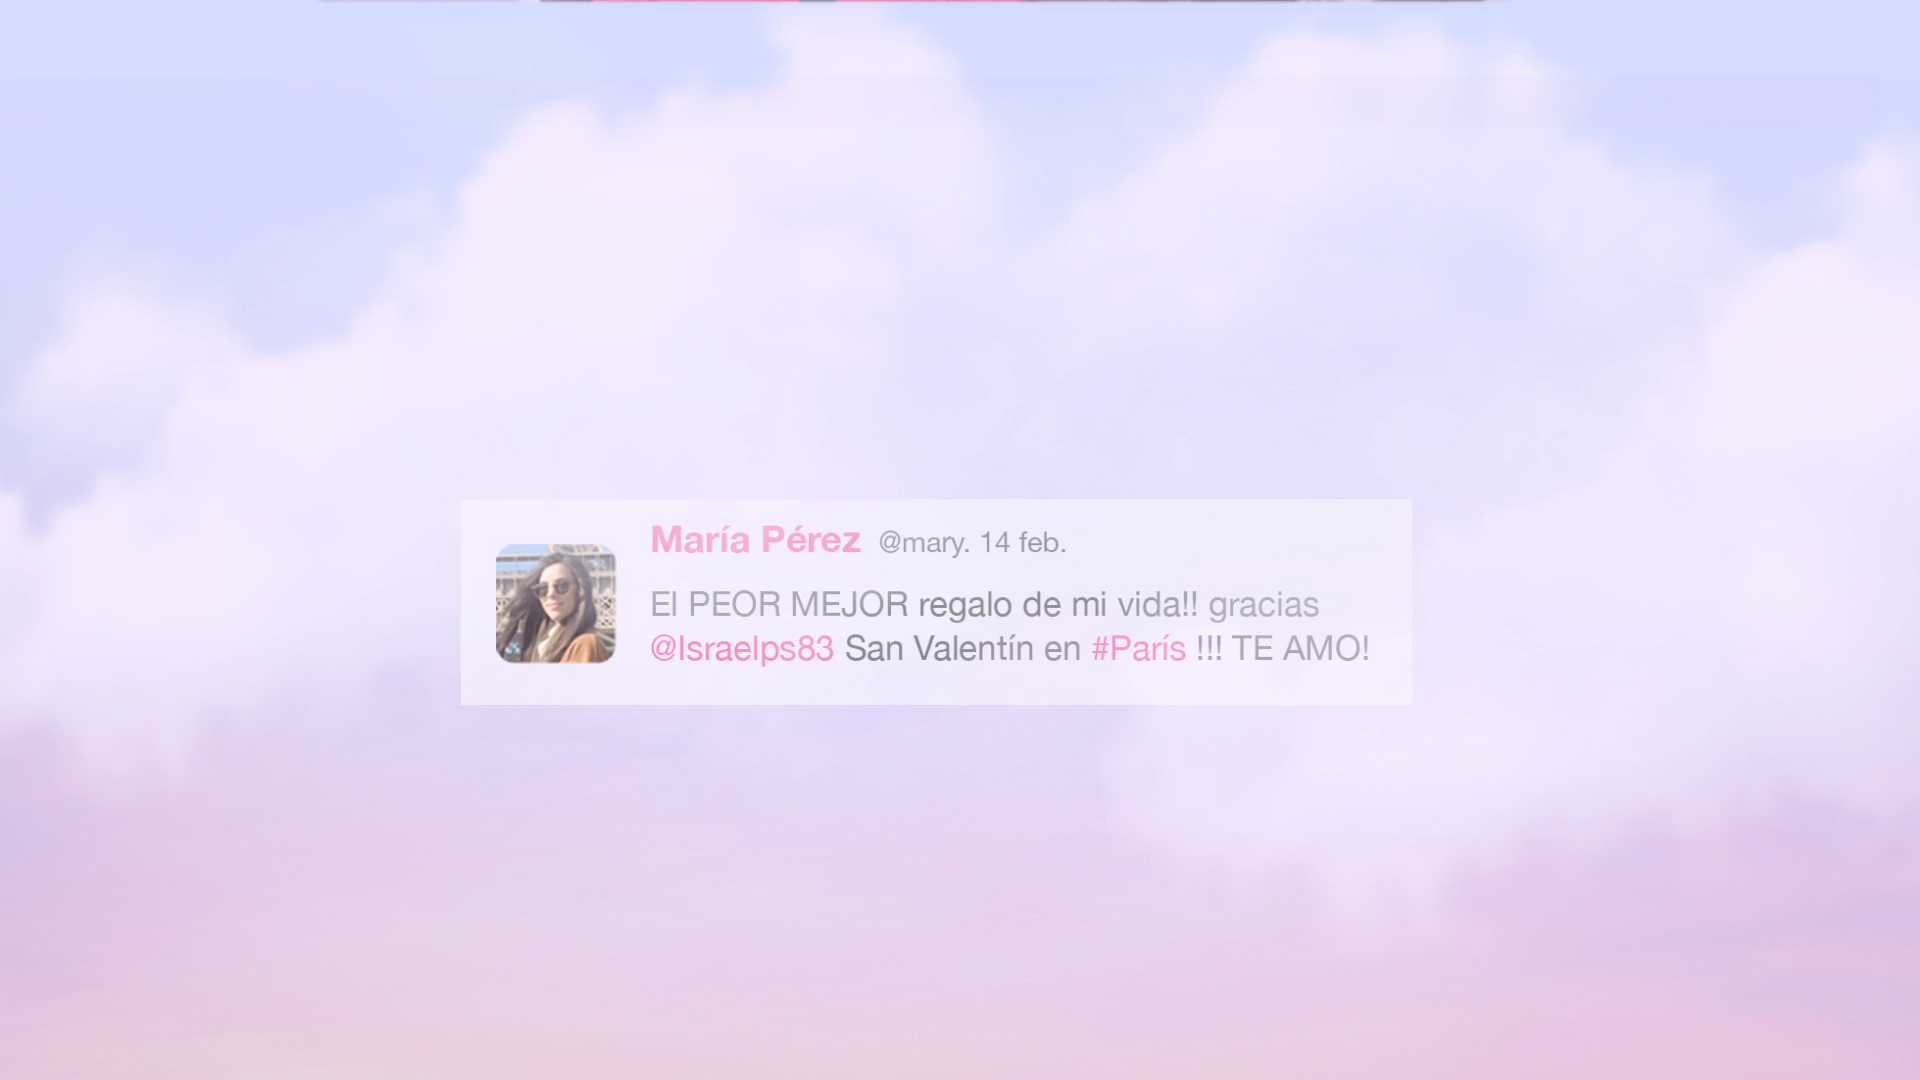 María Pérez @mary. 14 feb.
El PEOR MEJOR regalo de mi vida!! gracias
@Israelps83 San Valentín en #París !!! TE AMO!